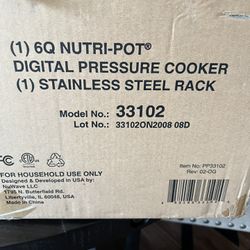 (1) 6Q NUTRI-POT®
DIGITAL PRESSURE COOKER
(1) STAINLESS STEEL RACK
Model No.: 33102
Lot No.: 33102ON2008 08D
FC
Item No.: PP33102
Rev: 02-OG
FOR HOUSEHOLD USE ONLY
Designed & Developed in USA by:
NuWave LLC
1795 N. Butterfield Rd.
Libertyville, IL 60048, USA
Made in China